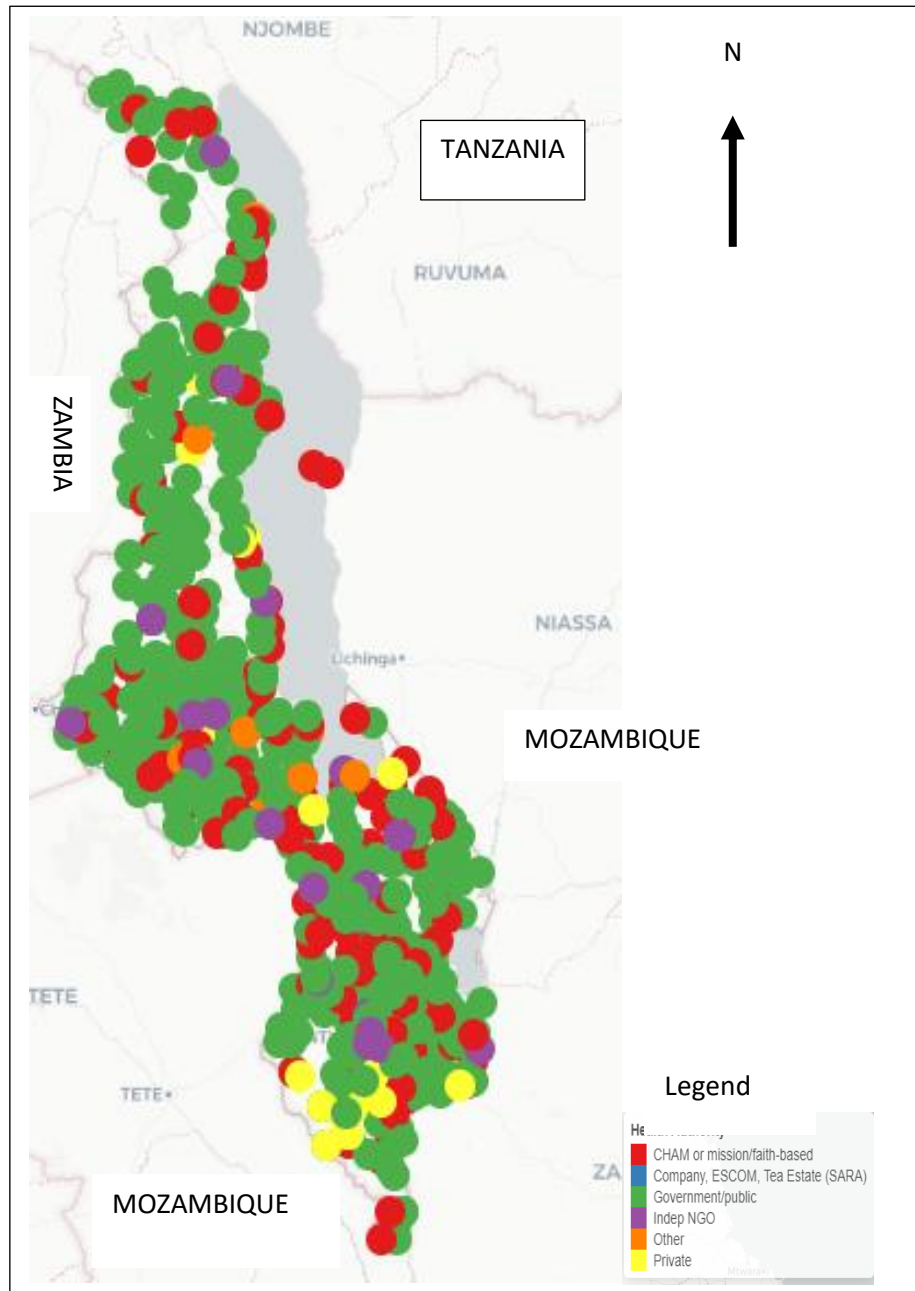 NJOMBE
N
TANZANIA
RUVUMA
ZAMBIA
NIASSA
Lichinga
MOZAMBIQUE
TETE
TETE
Legend
CHAM or mission/faith-based
Company, ESCOM, Tea Estate (SARA)
Government/public
Indep NGO
Other
Private
ZA
MOZAMBIQUE
Mtwara